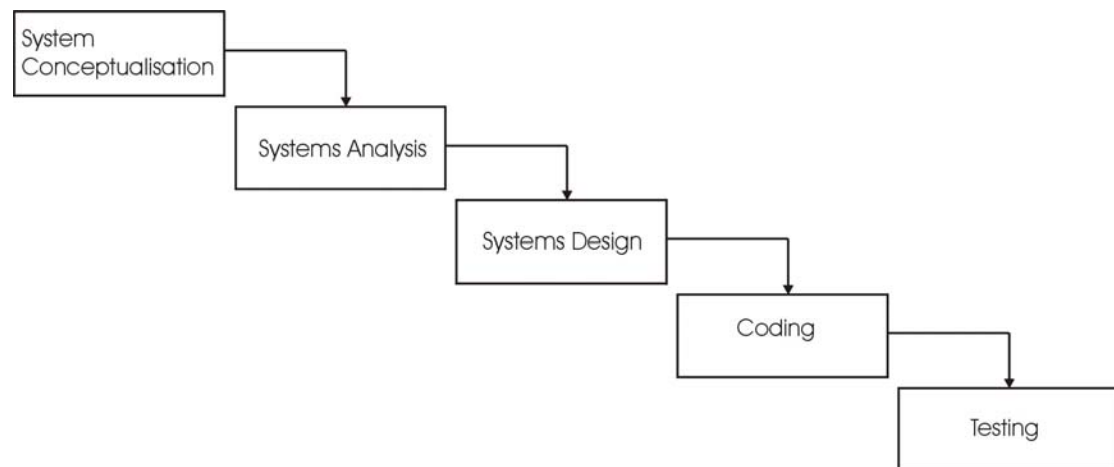 System
Conceptualisation
Systems Analysis
Systems Design
Coding
Testing